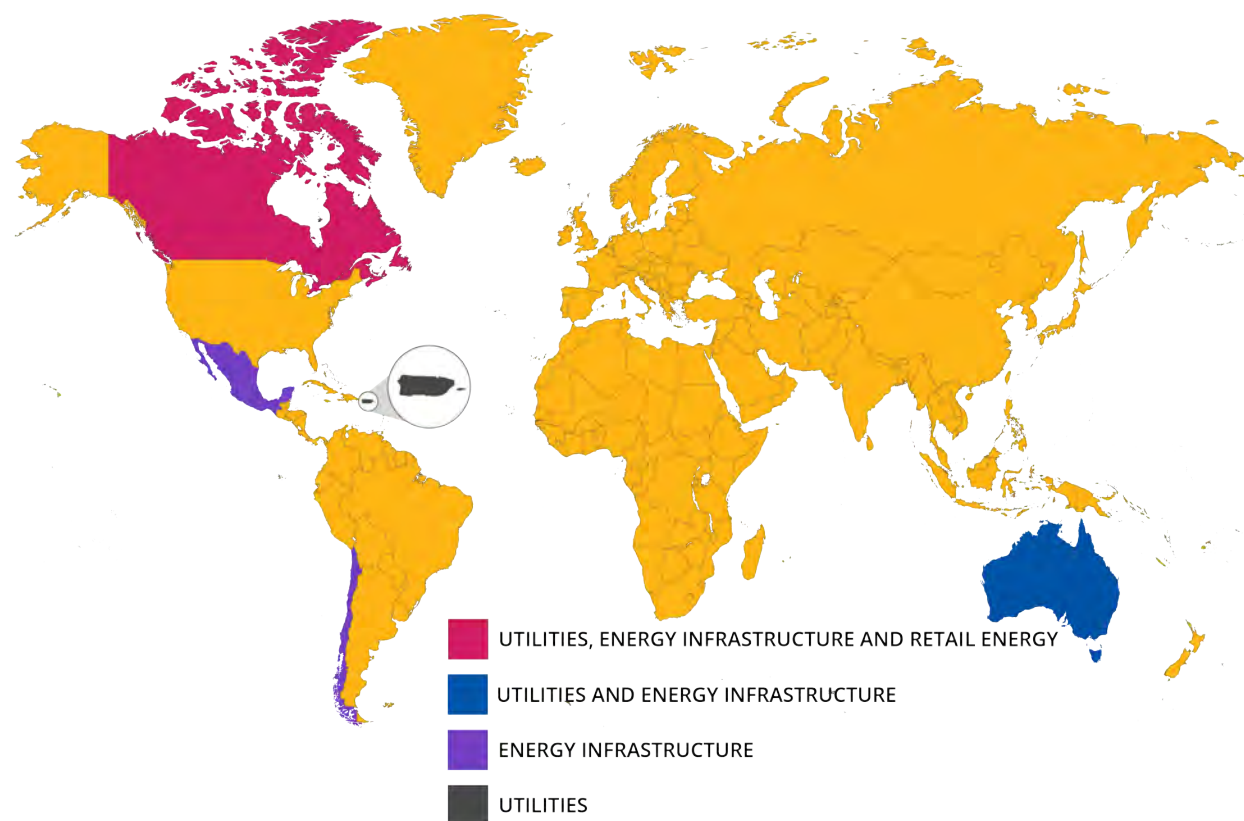 UTILITIES, ENERGY INFRASTRUCTURE AND RETAIL ENERGY
UTILITIES AND ENERGY INFRASTRUCTURE
ENERGY INFRASTRUCTURE
UTILITIES